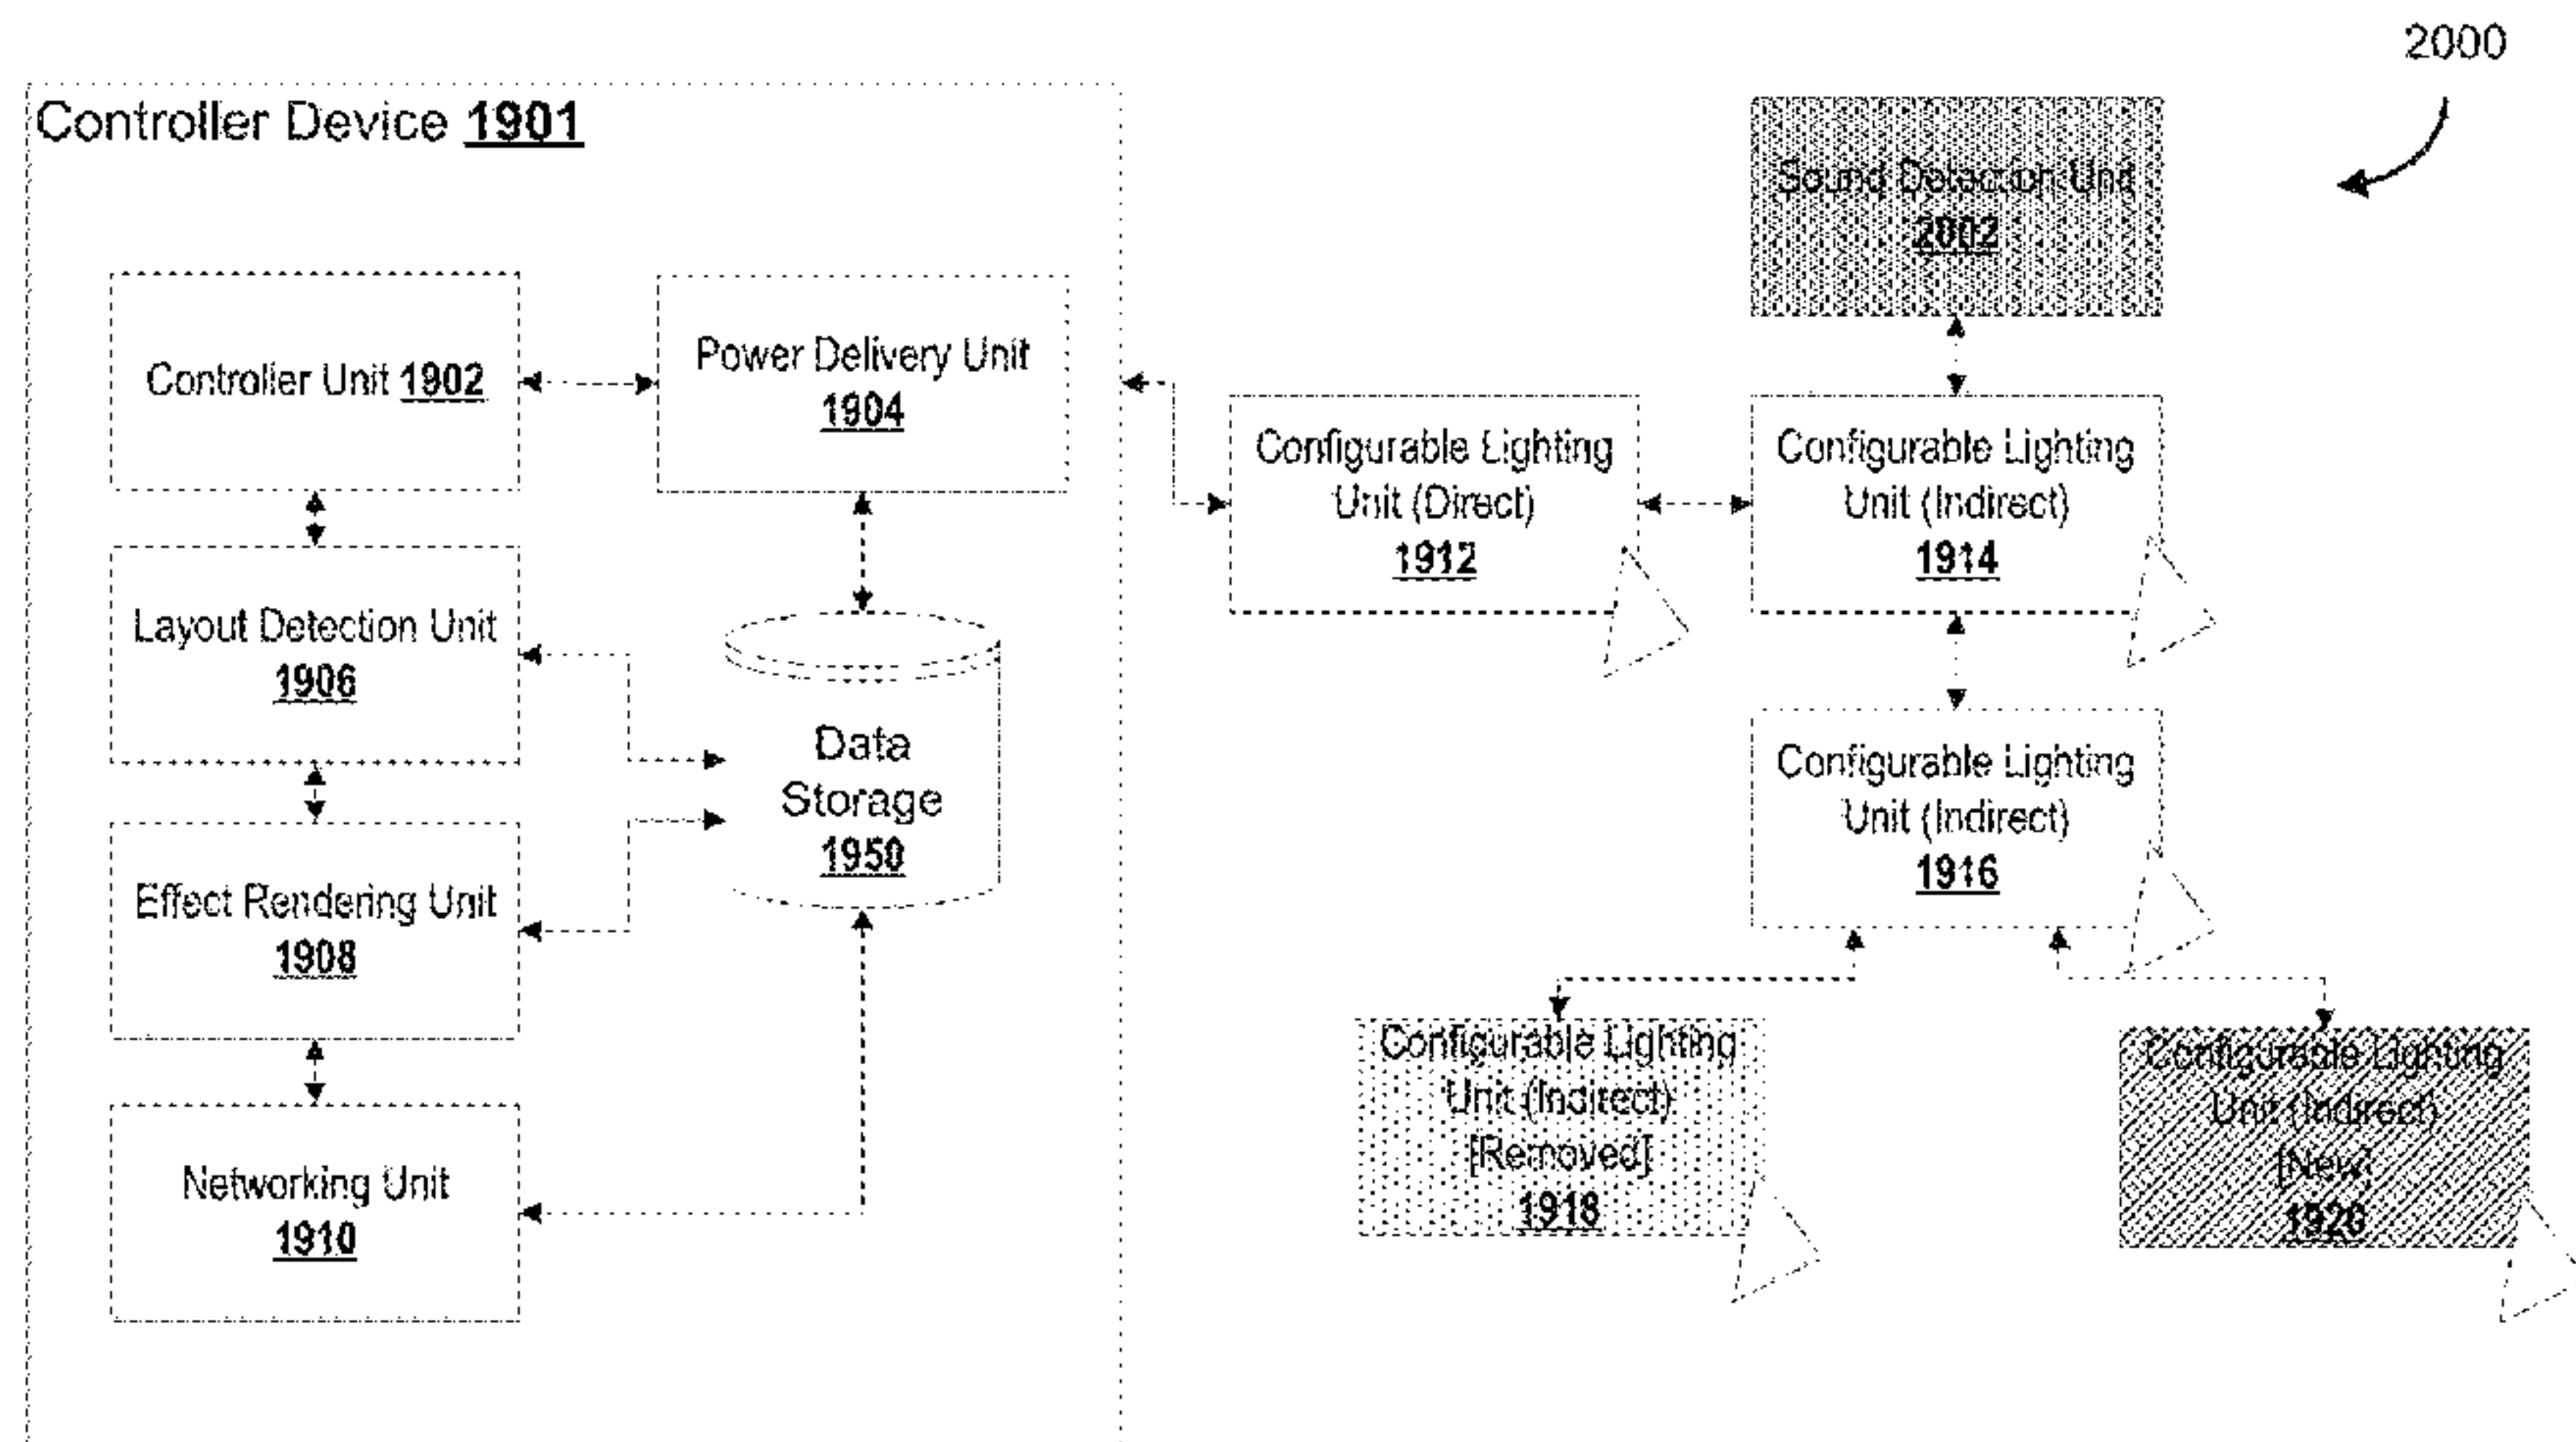 2000
Controller Device 1901
Controller Unit 1902
Power Delivery Unit
1904
Layout Detection Unit
1906
Effect Rendering Unit
1908
Networking Unit
1910
Data
Storage
1950
Sound Detection Unit
2002
Configurable Lighting
Unit (Direct)
1912
Configurable Lighting
Unit (Indirect)
1914
Configurable Lighting
Unit (Indirect)
1916
Configurable Lighting
Unit (Indirect)
[Removed]
1918
Configurable Lighting
Unit (Indirect)
[New]
1920